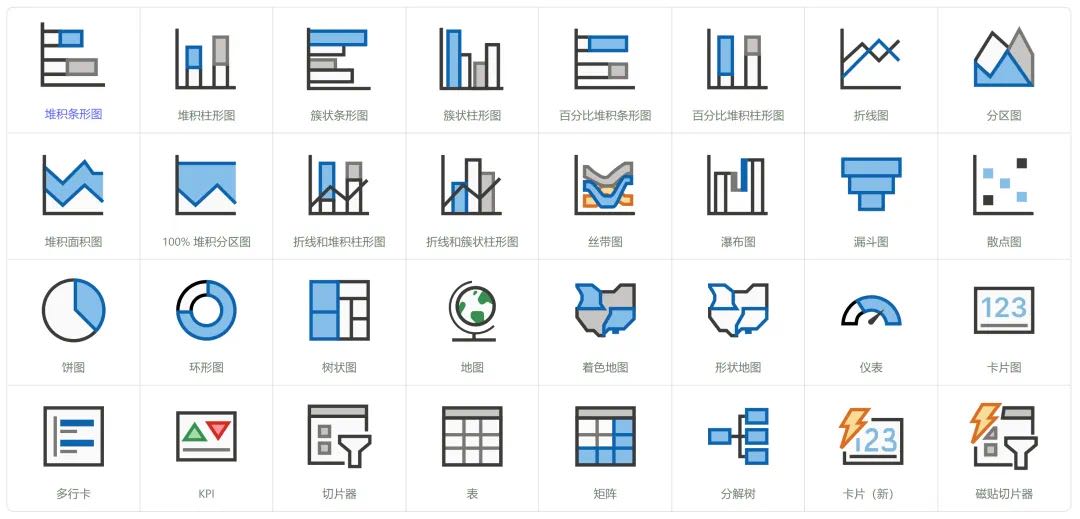 堆积条形图
堆积柱形图
簇状条形图
簇状柱形图
百分比堆积条形图
百分比堆积柱形图
折线图
分区图
堆积面积图
100% 堆积分区图
折线和堆积柱形图
折线和簇状柱形图
丝带图
瀑布图
漏斗图
散点图
123
饼图
环形图
树状图
地图
着色地图
形状地图
仪表
卡片图
123
多行卡
KPI
切片器
表
矩阵
分解树
卡片（新）
磁贴切片器